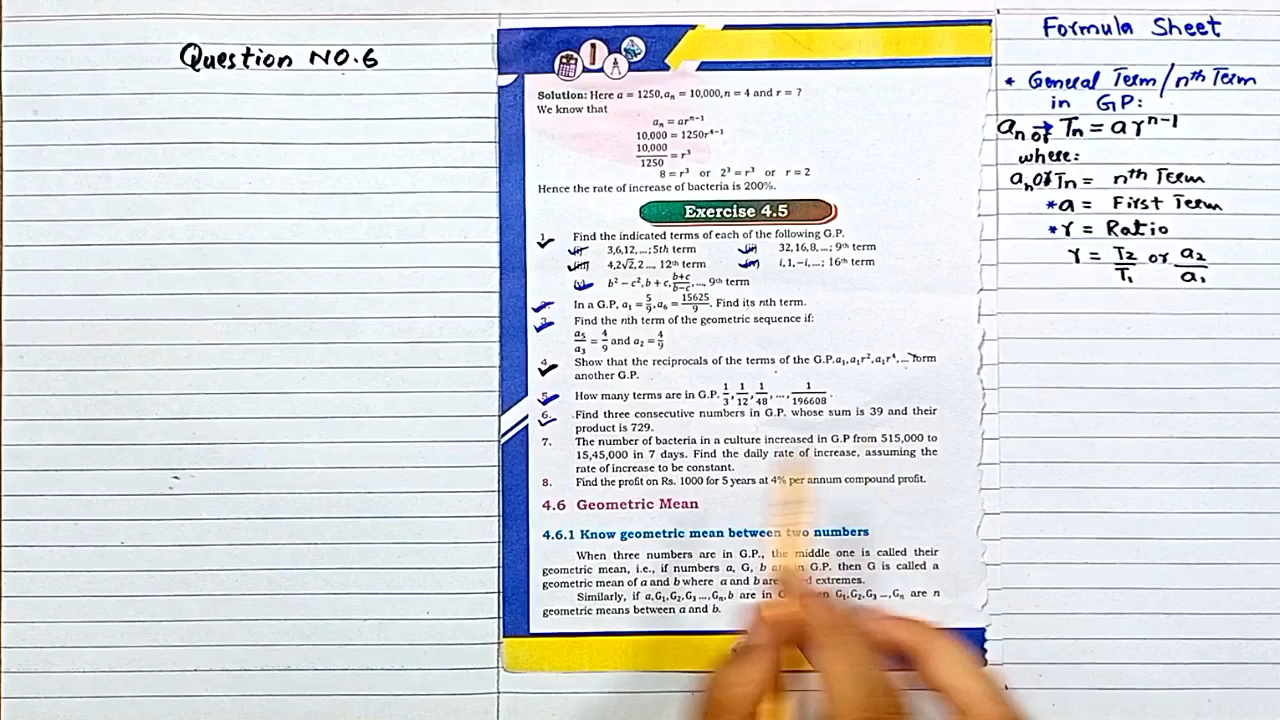 Question NO.6
Solution: Here a = 1250, aₙ = 10,000, n = 4 and r = ?
We know that
aₙ = arⁿ⁻¹
10,000 = 1250r⁴⁻¹
10,000/1250 = r³
8 = r³ or 2³ = r³ or r = 2
Hence the rate of increase of bacteria is 200%.
Exercise 4.5
1. Find the indicated terms of each of the following G.P.
(i) 3,6,12,...;5th term (ii) 32,16,8,...; 9ᵗʰ term
(iii) 4,2√2,2 ..., 12ᵗʰ term (iv) i,1,−i,...; 16ᵗʰ term
(v) b² − c², b + c, b+c/b−c, ..., 9ᵗʰ term
2. In a G.P, a₁ = 5/9, a₆ = 15625/9. Find its nth term.
3. Find the nth term of the geometric sequence if:
a₅/a₃ = 4/9 and a₂ = 4/9
4. Show that the reciprocals of the terms of the G.P. a₁, a₁r², a₁r⁴, ... form
another G.P.
5. How many terms are in G.P. 1/3, 1/12, 1/48, ..., 1/196608.
6. Find three consecutive numbers in G.P. whose sum is 39 and their
product is 729.
7. The number of bacteria in a culture increased in G.P from 515,000 to
15,45,000 in 7 days. Find the daily rate of increase, assuming the
rate of increase to be constant.
8. Find the profit on Rs. 1000 for 5 years at 4% per annum compound profit.
4.6 Geometric Mean
4.6.1 Know geometric mean between two numbers
When three numbers are in G.P., the middle one is called their
geometric mean, i.e., if numbers a, G, b are in G.P. then G is called a
geometric mean of a and b where a and b are extremes.
Similarly, if a,G₁,G₂,G₃ ...,Gₙ,b are in G₁,G₂,G₃ ...,Gₙ are n
geometric means between a and b.
Formula Sheet
* General Term/nᵗʰ Term
in GP:
aₙ or Tₙ = arⁿ⁻¹
where:
aₙ or Tₙ = nᵗʰ Term
*a = First Term
*r = Ratio
r = T₂/T₁ or a₂/a₁